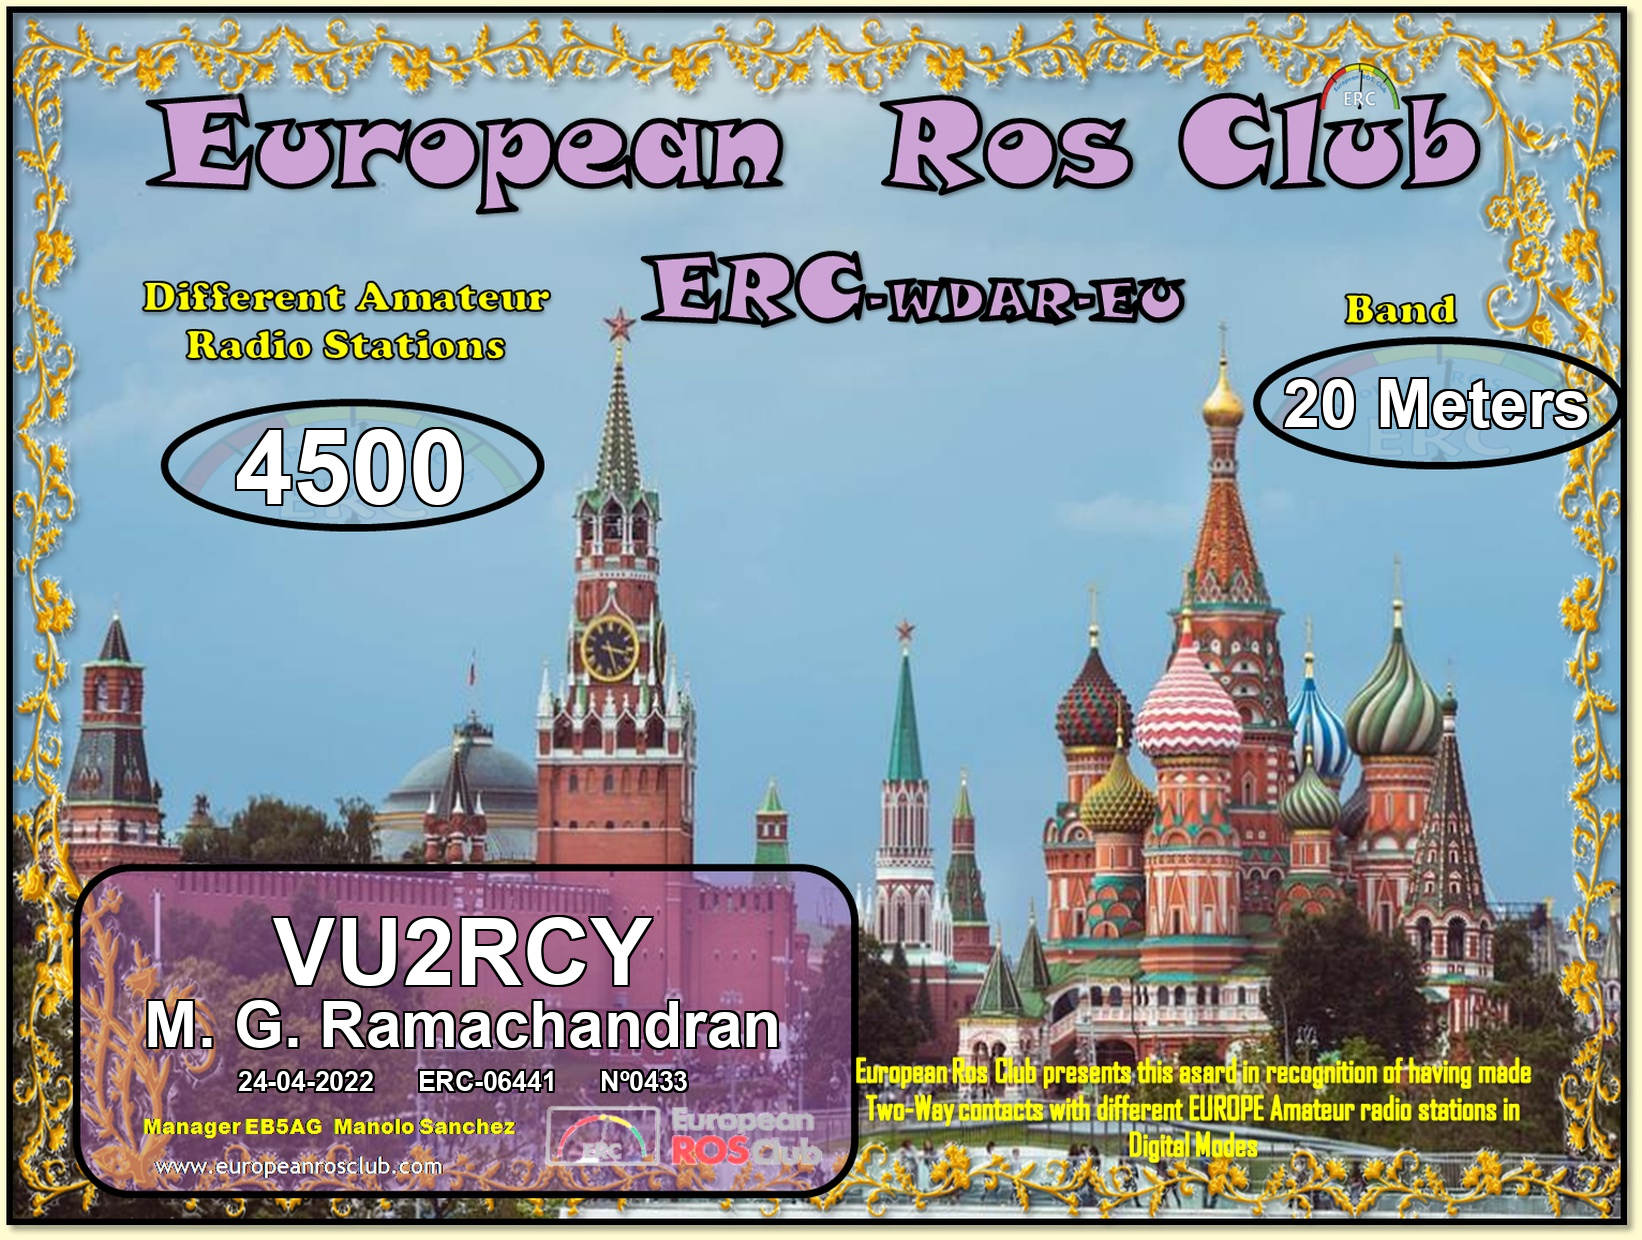 European Ros Club
ERC
ERC-WDAR-EU
Different Amateur
Radio Stations
4500
Band
20 Meters
VU2RCY
M. G. Ramachandran
24-04-2022 ERC-06441 Nº0433
Manager EB5AG Manolo Sanchez
www.europeanrosclub.com
ERC
European
ROS Club
European Ros Club presents this asard in recognition of having made
Two-Way contacts with different EUROPE Amateur radio stations in
Digital Modes